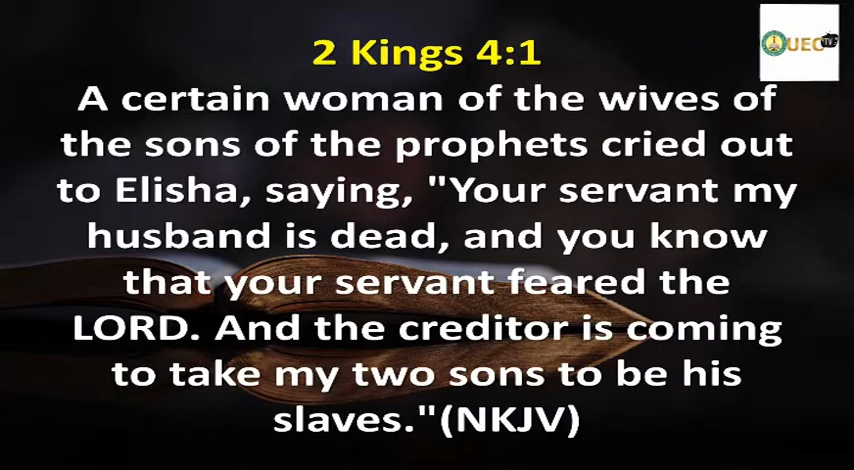 2 Kings 4:1
A certain woman of the wives of
the sons of the prophets cried out
to Elisha, saying, "Your servant my
husband is dead, and you know
that your servant feared the
LORD. And the creditor is coming
to take my two sons to be his
slaves."(NKJV)
UEC